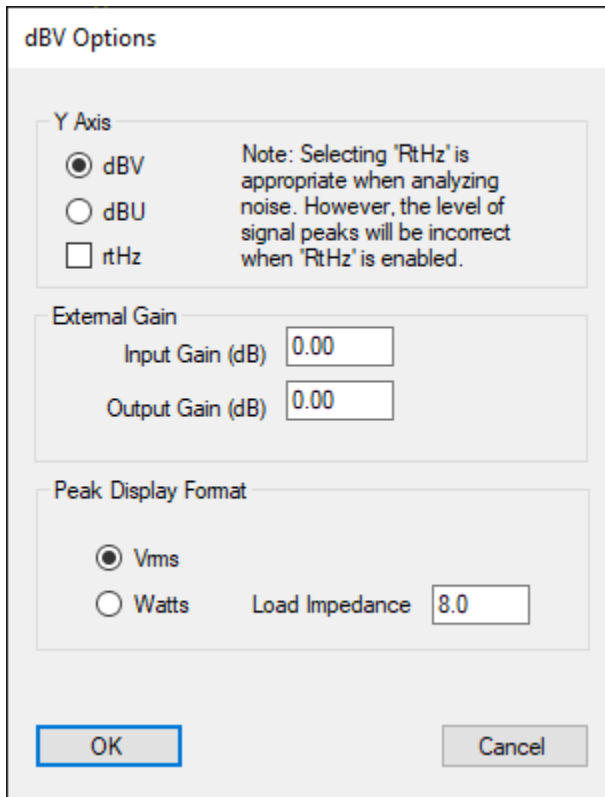 dBV Options
Y Axis
dBV
dBU
rtHz
Note: Selecting 'RtHz' is
appropriate when analyzing
noise. However, the level of
signal peaks will be incorrect
when 'RtHz' is enabled.
External Gain
Input Gain (dB) 0.00
Output Gain (dB) 0.00
Peak Display Format
Vrms
Watts Load Impedance 8.0
OK Cancel